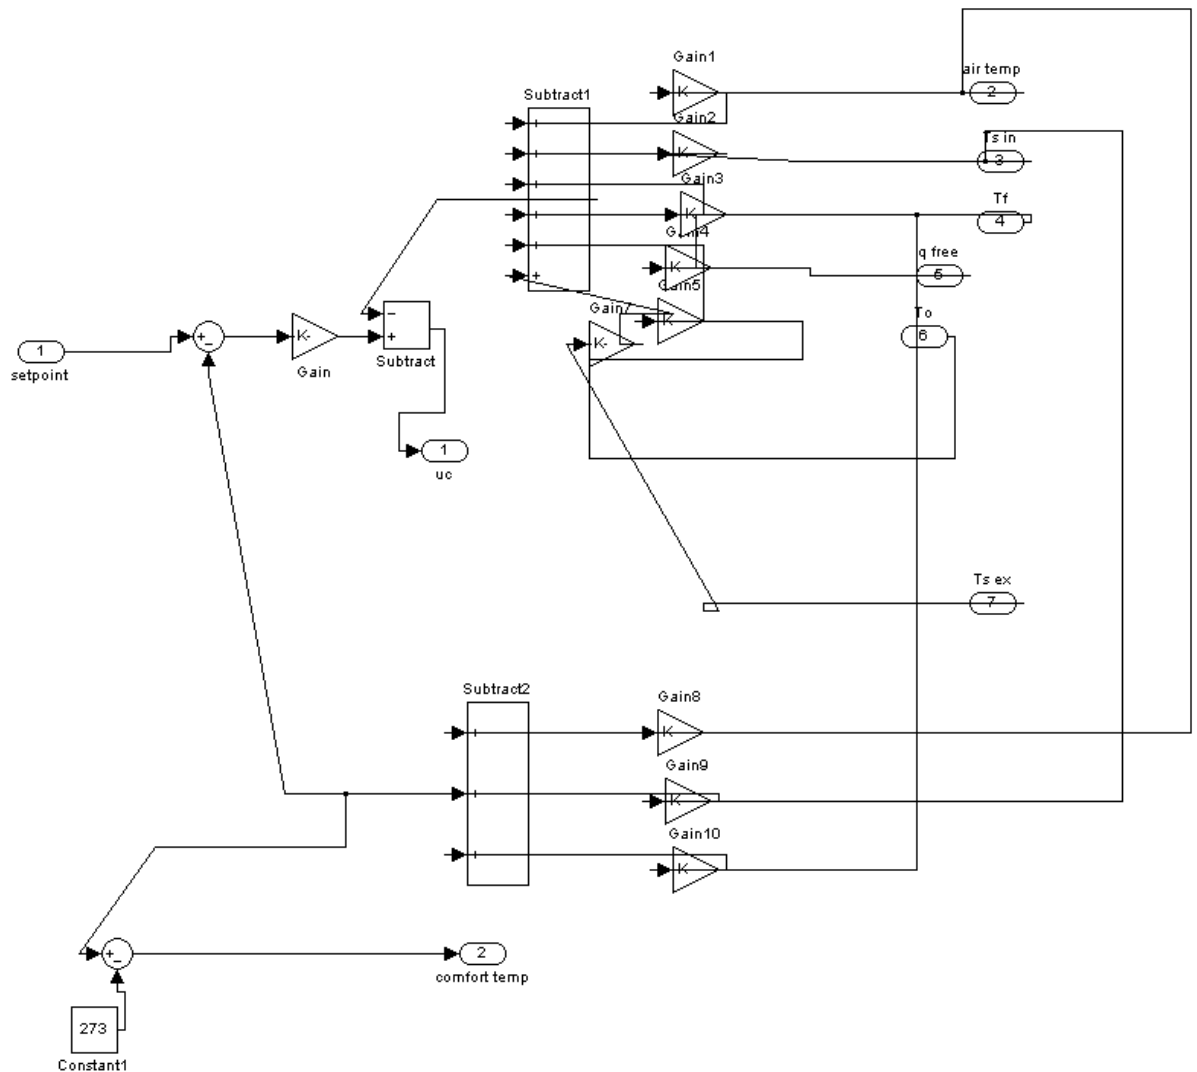 Gain1
air temp
2
Subtract1
K-
+
Gain2
Ts in
3
K-
+
Gain3
Tf
4
K-
+
+
Gain4
q free
5
K-
+
+
Gain5
Gain7
To
6
K-
K-
1
setpoint
+
-
K-
Gain
-
+
Subtract
1
uc
Ts ex
7
Subtract2
Gain8
K-
+
Gain9
K-
+
Gain10
K-
+
+
-
2
comfort temp
273
Constant1